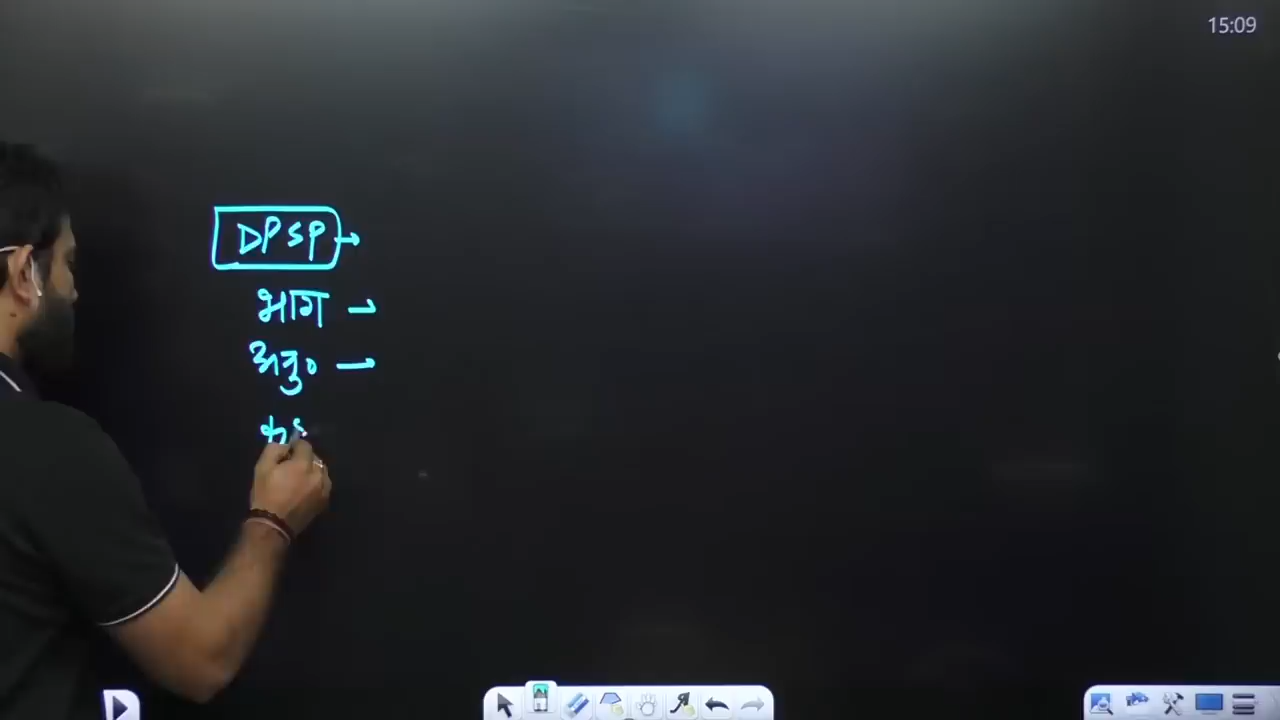 15:09
DPSP →
भाग →
अनु० →